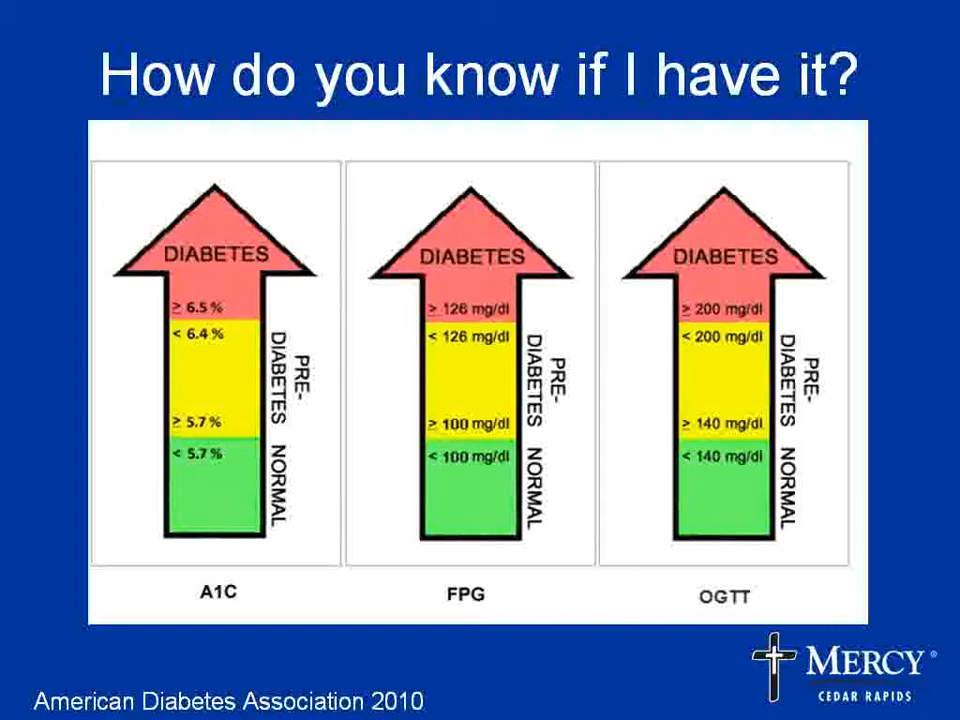 How do you know if I have it?
DIABETES
≥ 6.5 %
< 6.4 %
≥ 5.7 %
< 5.7 %
PRE-
DIABETES
NORMAL
A1C
DIABETES
≥ 126 mg/dl
< 126 mg/dl
≥ 100 mg/dl
< 100 mg/dl
PRE-
DIABETES
NORMAL
FPG
DIABETES
≥ 200 mg/dl
< 200 mg/dl
≥ 140 mg/dl
< 140 mg/dl
PRE-
DIABETES
NORMAL
OGTT
MERCY®
CEDAR RAPIDS
American Diabetes Association 2010